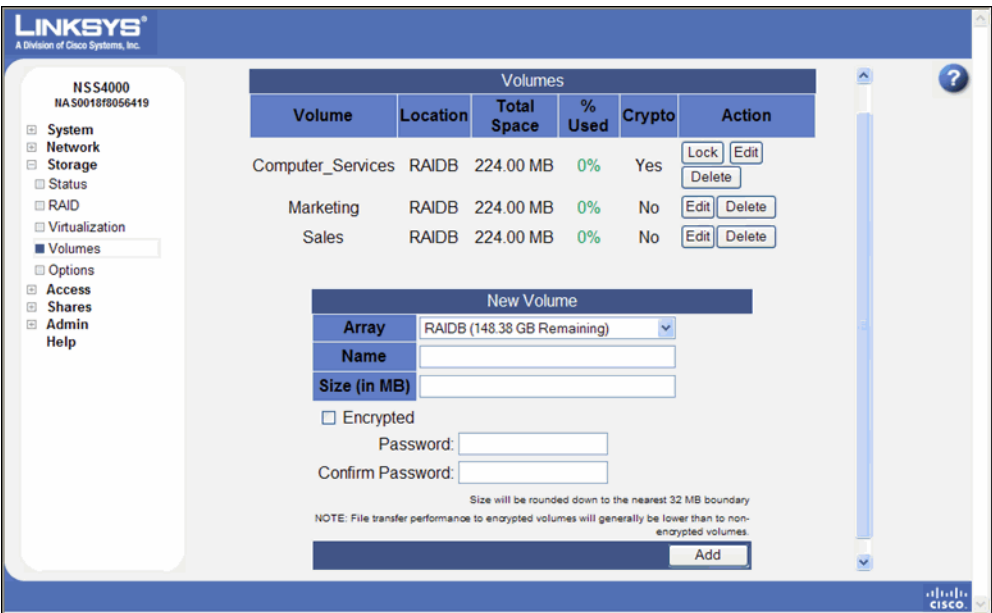 LINKSYS®
A Division of Cisco Systems, Inc.
NSS4000
NAS0018f8056419
System
Network
Storage
Status
RAID
Virtualization
Volumes
Options
Access
Shares
Admin
Help
Volumes
Volume Location Total Space % Used Crypto Action
Computer_Services RAIDB 224.00 MB 0% Yes Lock Edit Delete
Marketing RAIDB 224.00 MB 0% No Edit Delete
Sales RAIDB 224.00 MB 0% No Edit Delete
New Volume
Array RAIDB (148.38 GB Remaining)
Name
Size (in MB)
Encrypted
Password:
Confirm Password:
Size will be rounded down to the nearest 32 MB boundary
NOTE: File transfer performance to encrypted volumes will generally be lower than to non-
encrypted volumes.
Add
?
CISCO.